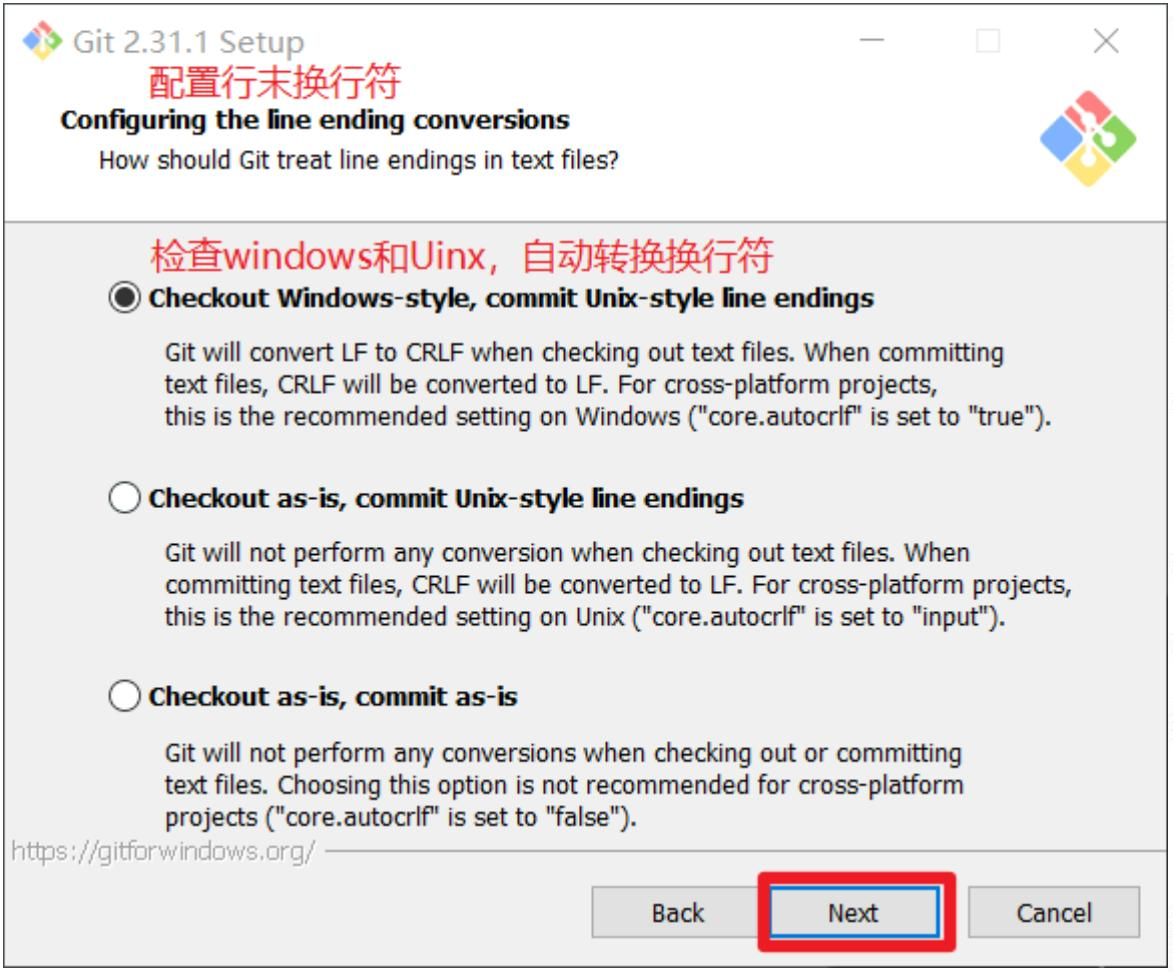 Git 2.31.1 Setup
配置行末换行符
Configuring the line ending conversions
How should Git treat line endings in text files?
检查windows和Uinx，自动转换换行符
Checkout Windows-style, commit Unix-style line endings
Git will convert LF to CRLF when checking out text files. When committing
text files, CRLF will be converted to LF. For cross-platform projects,
this is the recommended setting on Windows ("core.autocrlf" is set to "true").
Checkout as-is, commit Unix-style line endings
Git will not perform any conversion when checking out text files. When
committing text files, CRLF will be converted to LF. For cross-platform projects,
this is the recommended setting on Unix ("core.autocrlf" is set to "input").
Checkout as-is, commit as-is
Git will not perform any conversions when checking out or committing
text files. Choosing this option is not recommended for cross-platform
projects ("core.autocrlf" is set to "false").
https://gitforwindows.org/
Back Next Cancel